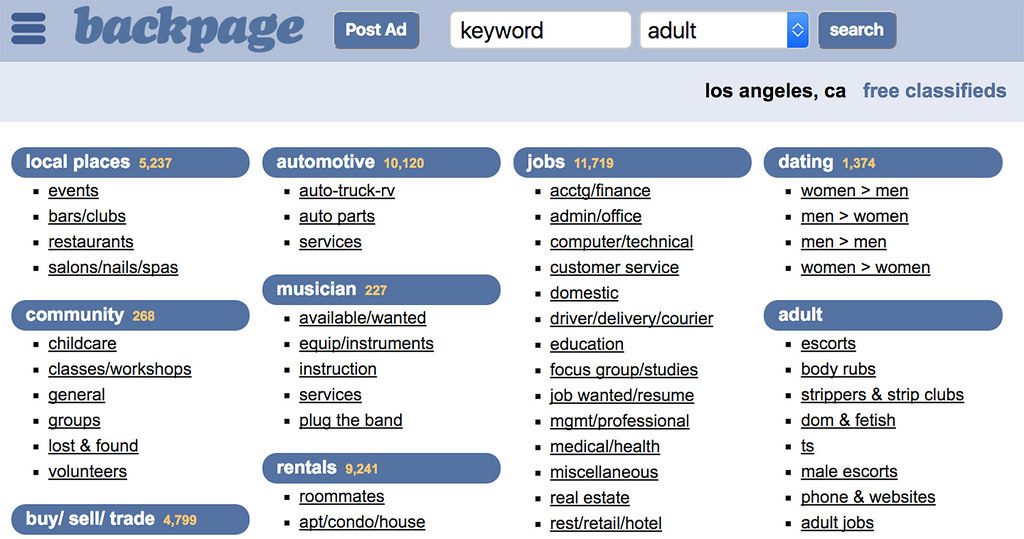 backpage Post Ad keyword adult search
los angeles, ca free classifieds
local places 5,237
events
bars/clubs
restaurants
salons/nails/spas
community 268
childcare
classes/workshops
general
groups
lost & found
volunteers
buy/ sell/ trade 4,799
automotive 10,120
auto-truck-rv
auto parts
services
musician 227
available/wanted
equip/instruments
instruction
services
plug the band
rentals 9,241
roommates
apt/condo/house
jobs 11,719
acctg/finance
admin/office
computer/technical
customer service
domestic
driver/delivery/courier
education
focus group/studies
job wanted/resume
mgmt/professional
medical/health
miscellaneous
real estate
rest/retail/hotel
dating 1,374
women > men
men > women
men > men
women > women
adult
escorts
body rubs
strippers & strip clubs
dom & fetish
ts
male escorts
phone & websites
adult jobs